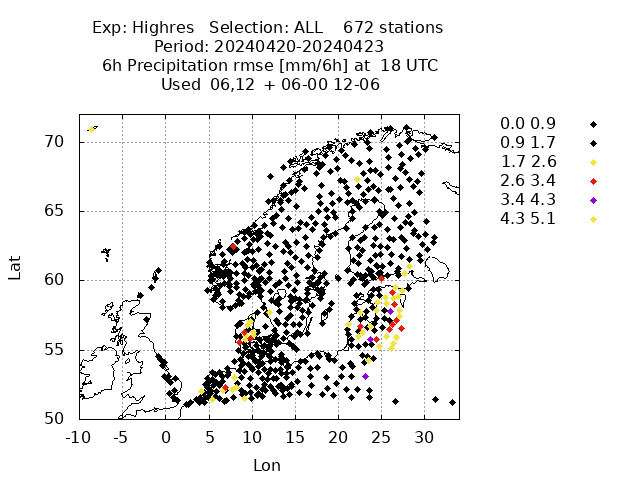 Exp: Highres   Selection: ALL    672 stations
Period: 20240420-20240423
6h Precipitation rmse [mm/6h] at  18 UTC
Used  06,12  + 06-00 12-06
0.0 0.9
0.9 1.7
1.7 2.6
2.6 3.4
3.4 4.3
4.3 5.1
70
65
60
55
50
Lat
-10 -5 0 5 10 15 20 25 30
Lon